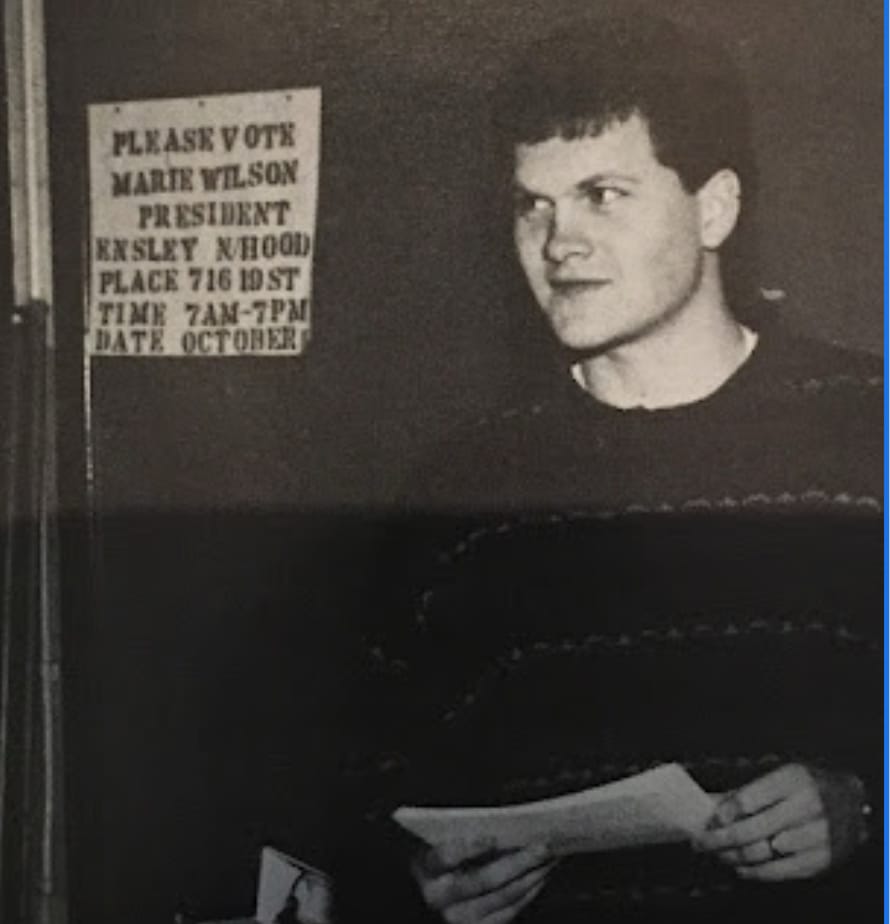 PLEASE VOTE
MARIE WILSON
PRESIDENT
ENSLEY N/HOOD
PLACE 716 19 ST
TIME 7AM-7PM
DATE OCTOBER